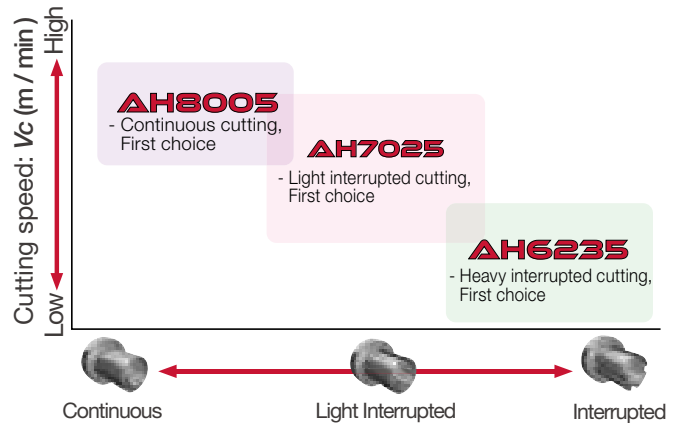 Cutting speed: Vc (m / min)
High
Low
AH8005
- Continuous cutting,
First choice
AH7025
- Light interrupted cutting,
First choice
AH6235
- Heavy interrupted cutting,
First choice
Continuous
Light Interrupted
Interrupted